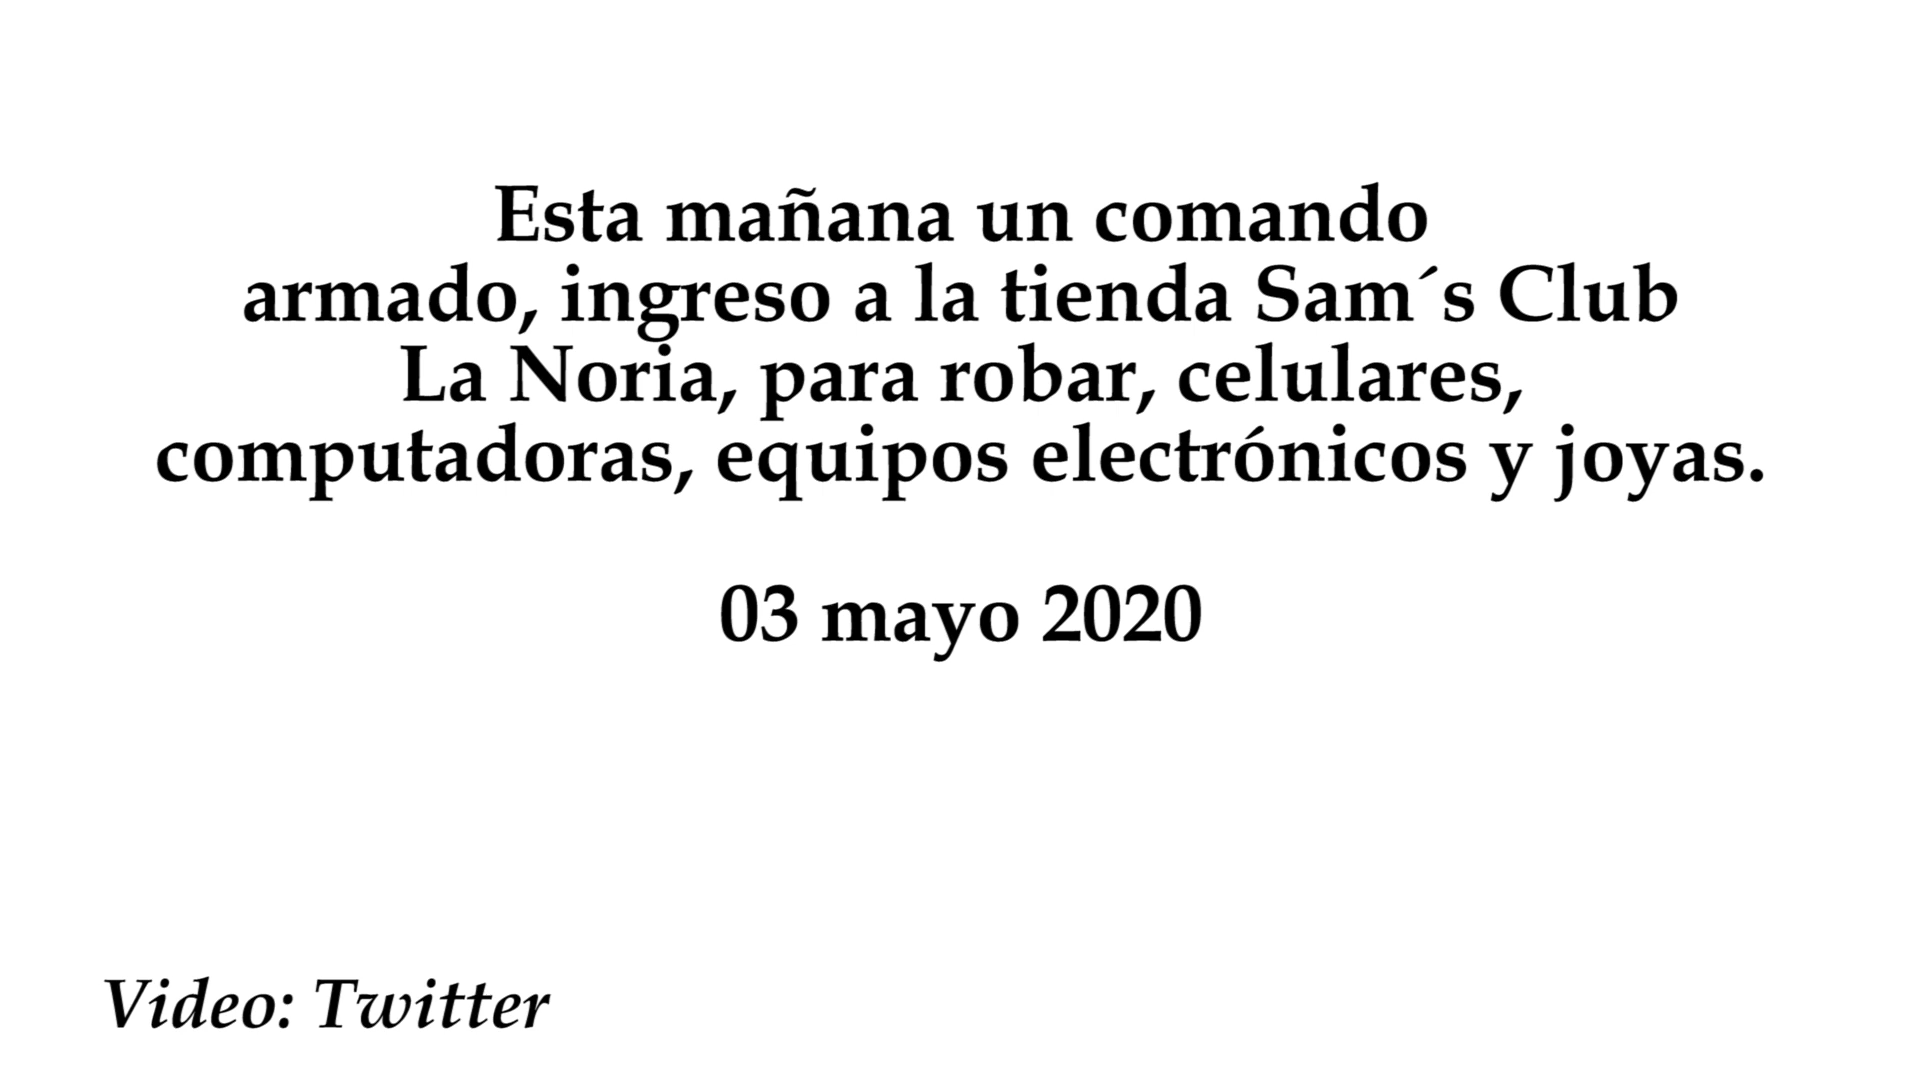 Esta mañana un comando
armado, ingreso a la tienda Sam´s Club
La Noria, para robar, celulares,
computadoras, equipos electrónicos y joyas.
03 mayo 2020
Video: Twitter